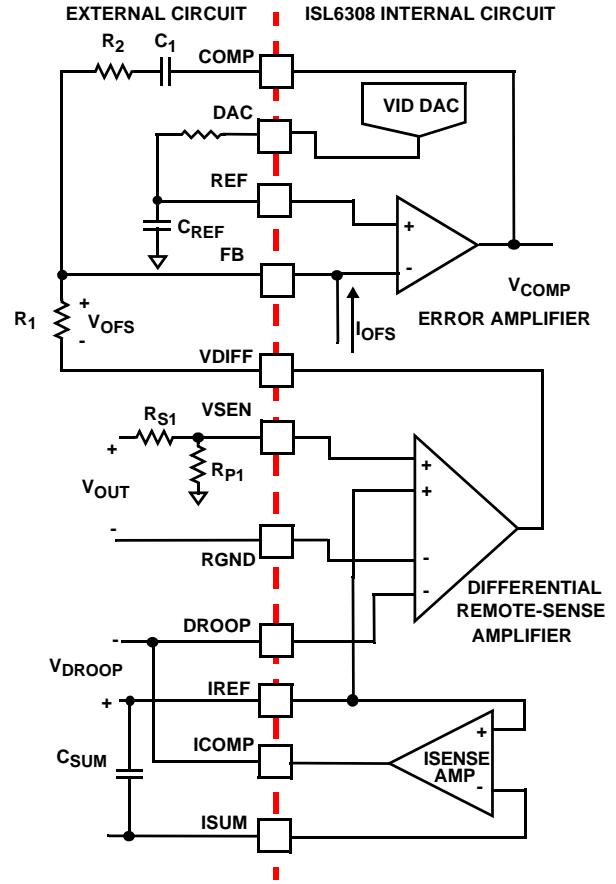 EXTERNAL CIRCUIT
ISL6308 INTERNAL CIRCUIT
R2
C1
COMP
DAC
VID DAC
REF
CREF
+
-
FB
VCOMP
ERROR AMPLIFIER
IOFS
R1
+
VOFS
-
VDIFF
VSEN
RS1
+
RP1
VOUT
-
RGND
+
+
-
-
DIFFERENTIAL
REMOTE-SENSE
AMPLIFIER
DROOP
-
VDROOP
+
IREF
ICOMP
CSUM
+
ISENSE
AMP
-
ISUM